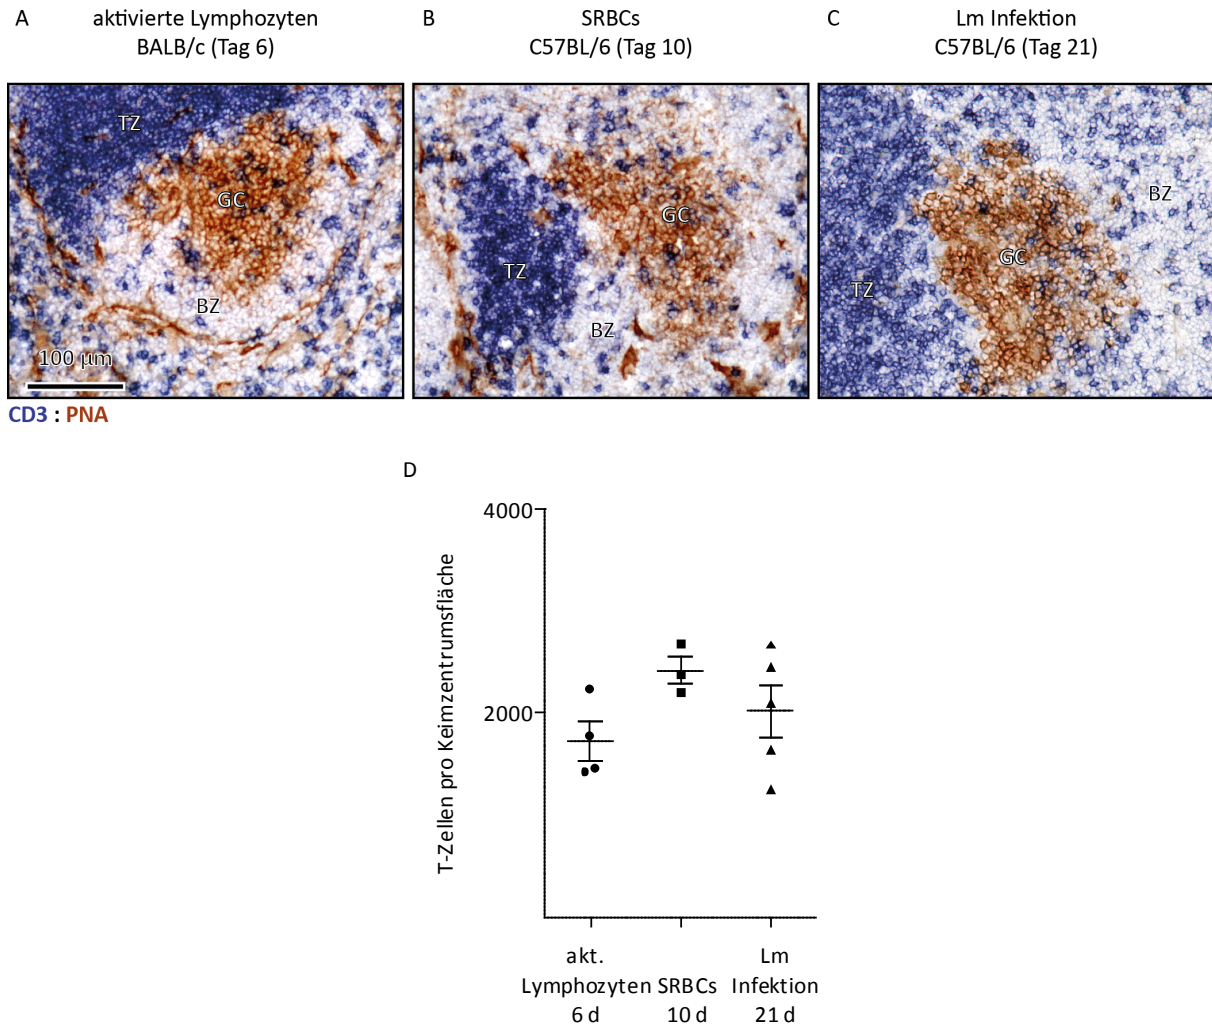 A
aktivierte Lymphozyten
BALB/c (Tag 6)
B
SRBCs
C57BL/6 (Tag 10)
C
Lm Infektion
C57BL/6 (Tag 21)
TZ
GC
BZ
100 µm
TZ
GC
BZ
TZ
GC
BZ
CD3 : PNA
D
T-Zellen pro Keimzentrumsfläche
4000
2000
akt.
Lymphozyten
6 d
SRBCs
10 d
Lm
Infektion
21 d